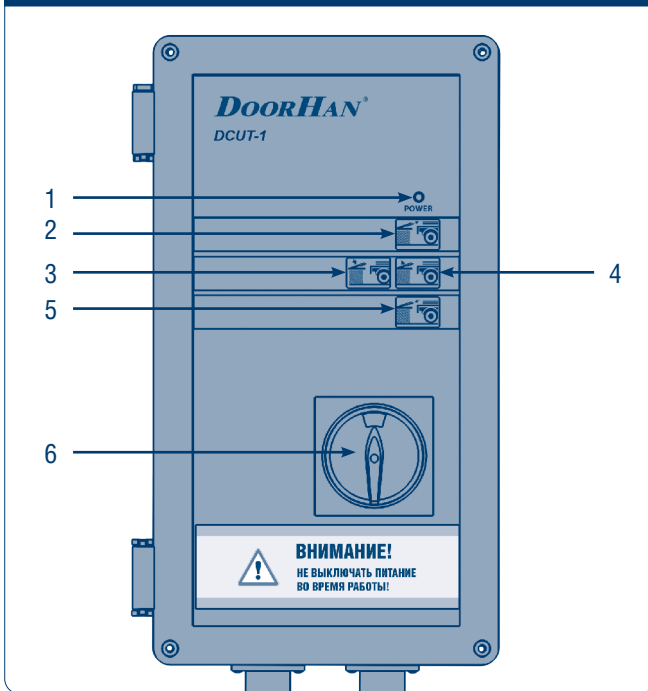 DOORHAN®
DCUT-1
1
POWER
2
3
4
5
6
ВНИМАНИЕ!
НЕ ВЫКЛЮЧАТЬ ПИТАНИЕ
ВО ВРЕМЯ РАБОТЫ!